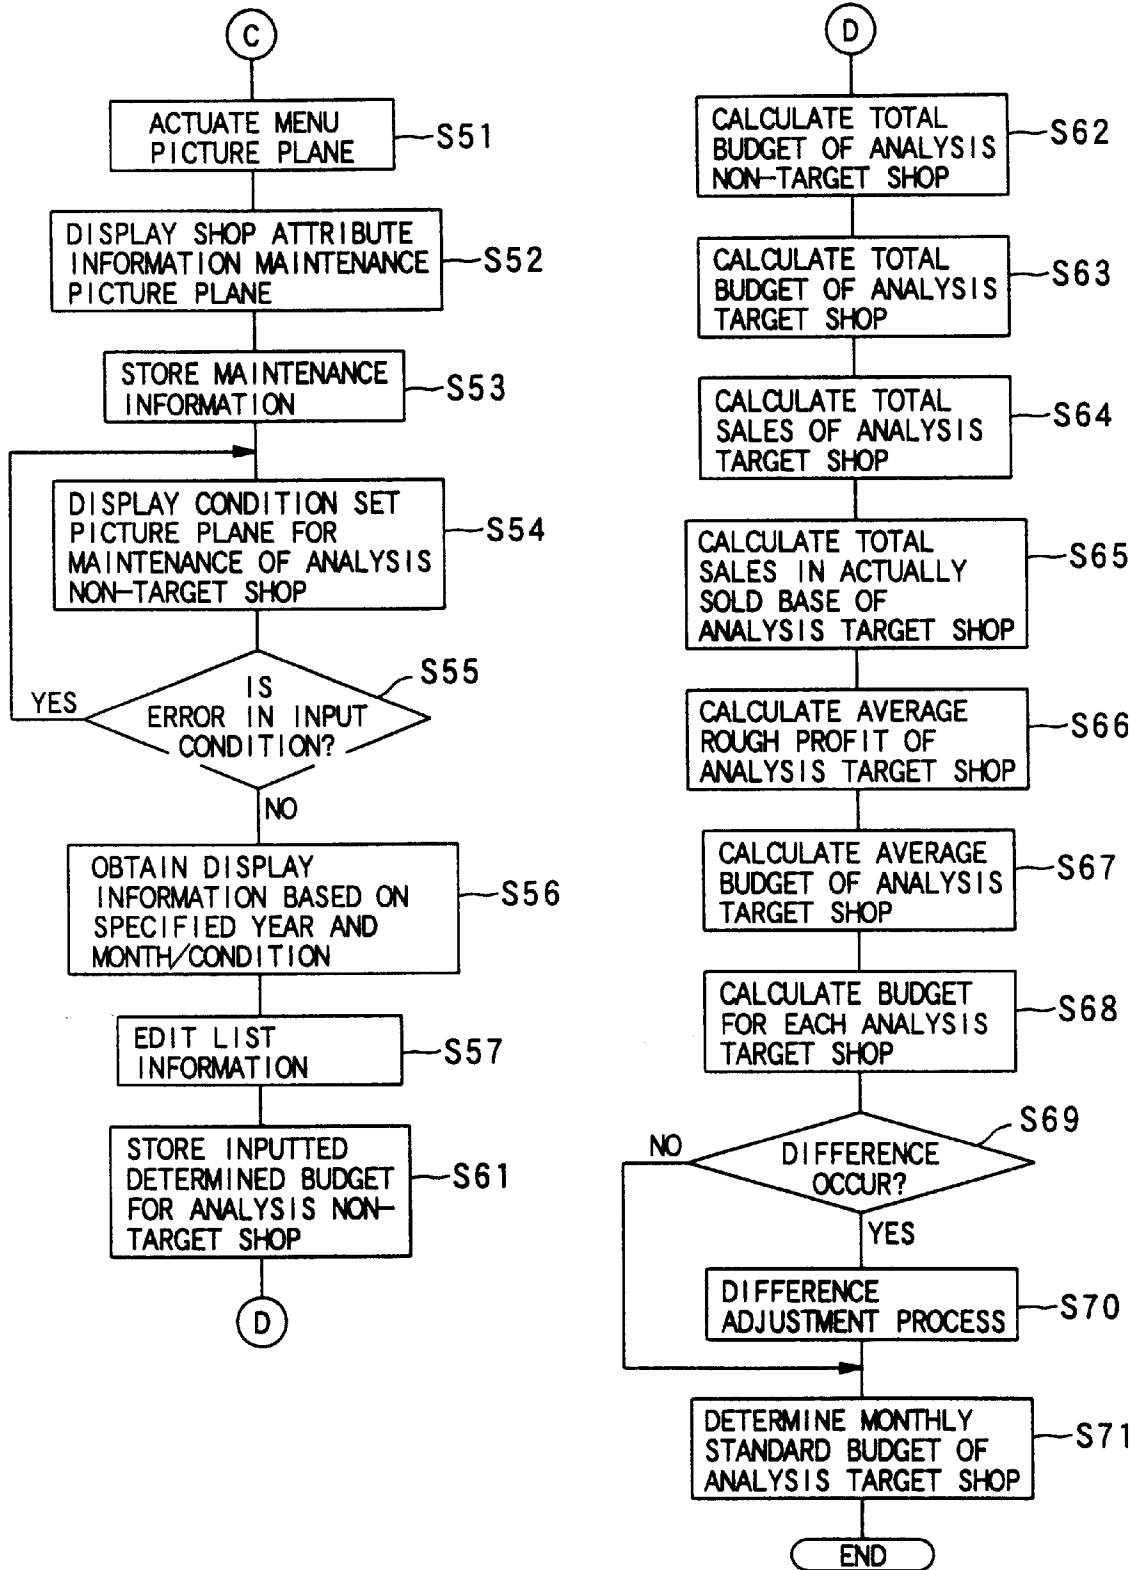 C
ACTUATE MENU
PICTURE PLANE
S51
DISPLAY SHOP ATTRIBUTE
INFORMATION MAINTENANCE
PICTURE PLANE
S52
STORE MAINTENANCE
INFORMATION
S53
DISPLAY CONDITION SET
PICTURE PLANE FOR
MAINTENANCE OF ANALYSIS
NON-TARGET SHOP
S54
IS
ERROR IN INPUT
CONDITION?
S55
YES
NO
OBTAIN DISPLAY
INFORMATION BASED ON
SPECIFIED YEAR AND
MONTH/CONDITION
S56
EDIT LIST
INFORMATION
S57
STORE INPUTTED
DETERMINED BUDGET
FOR ANALYSIS NON-
TARGET SHOP
S61
D
D
CALCULATE TOTAL
BUDGET OF ANALYSIS
NON-TARGET SHOP
S62
CALCULATE TOTAL
BUDGET OF ANALYSIS
TARGET SHOP
S63
CALCULATE TOTAL
SALES OF ANALYSIS
TARGET SHOP
S64
CALCULATE TOTAL
SALES IN ACTUALLY
SOLD BASE OF
ANALYSIS TARGET SHOP
S65
CALCULATE AVERAGE
ROUGH PROFIT OF
ANALYSIS TARGET SHOP
S66
CALCULATE AVERAGE
BUDGET OF ANALYSIS
TARGET SHOP
S67
CALCULATE BUDGET
FOR EACH ANALYSIS
TARGET SHOP
S68
DIFFERENCE
OCCUR?
S69
NO
YES
DIFFERENCE
ADJUSTMENT PROCESS
S70
DETERMINE MONTHLY
STANDARD BUDGET OF
ANALYSIS TARGET SHOP
S71
END